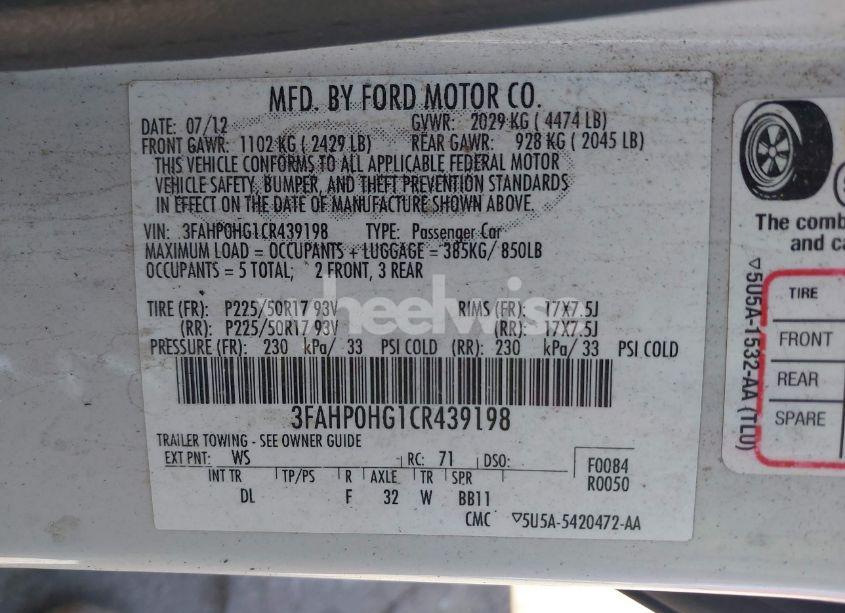 MFD. BY FORD MOTOR CO.
DATE: 07/12 GVWR: 2029 KG ( 4474 LB)
FRONT GAWR: 1102 KG ( 2429 LB) REAR GAWR: 928 KG ( 2045 LB)
THIS VEHICLE CONFORMS TO ALL APPLICABLE FEDERAL MOTOR
VEHICLE SAFETY, BUMPER, AND THEFT PREVENTION STANDARDS
IN EFFECT ON THE DATE OF MANUFACTURE SHOWN ABOVE.
VIN: 3FAHP0HG1CR439198 TYPE: Passenger Car
MAXIMUM LOAD = OCCUPANTS + LUGGAGE = 385KG/ 850LB
OCCUPANTS = 5 TOTAL; 2 FRONT, 3 REAR
TIRE (FR): P225/50R17 93V RIMS (FR): 17X7.5J
(RR): P225/50R17 93V (RR): 17X7.5J
PRESSURE (FR): 230 kPa/ 33 PSI COLD (RR): 230 kPa/ 33 PSI COLD
3FAHP0HG1CR439198
TRAILER TOWING - SEE OWNER GUIDE
EXT PNT: WS RC: 71 DSO:
F0084
R0050
INT TR TP/PS R AXLE TR SPR
DL F 32 W BB11
CMC ▽5U5A-5420472-AA
The comb
and ca
TIRE
FRONT
REAR
SPARE
▽5U5A-1532-AA (TLU)
heelwis